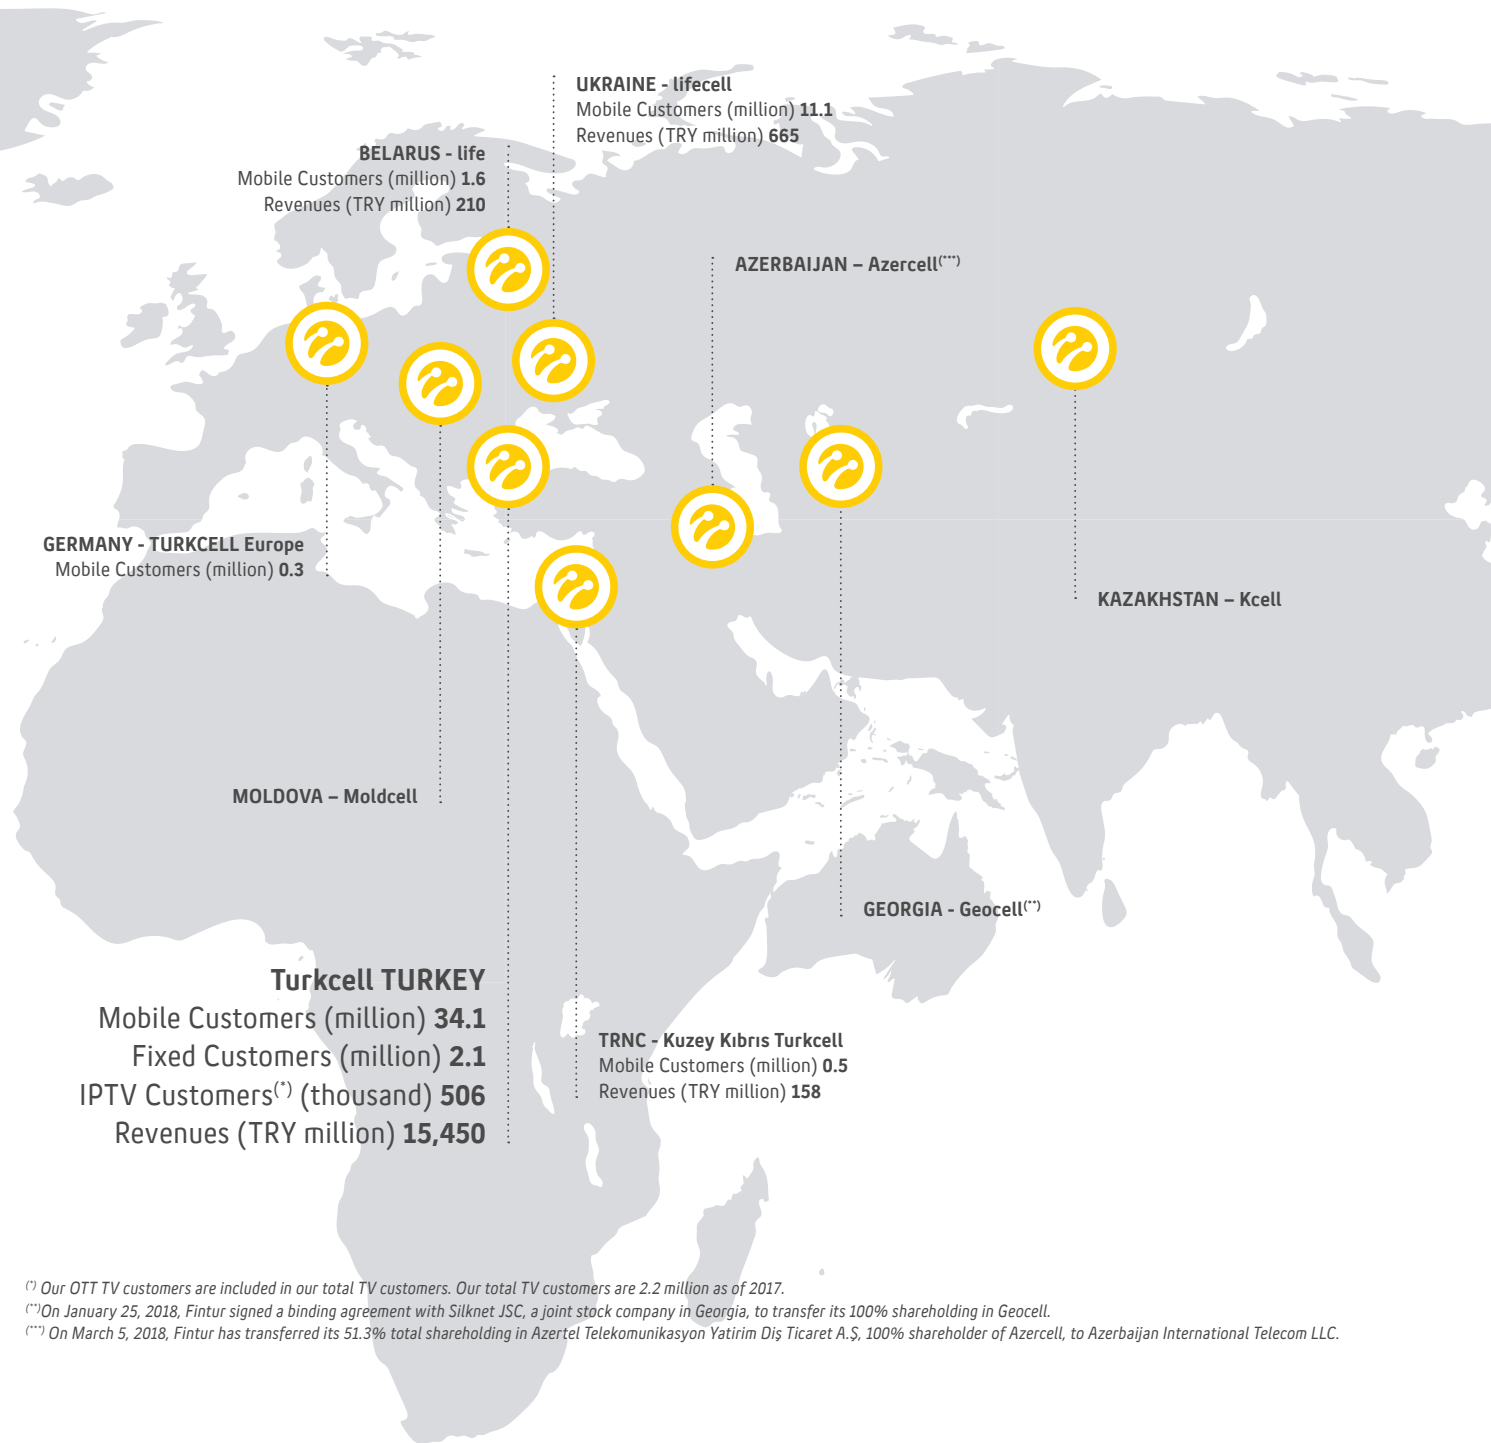 UKRAINE - lifecell
Mobile Customers (million) 11.1
Revenues (TRY million) 665
BELARUS - life
Mobile Customers (million) 1.6
Revenues (TRY million) 210
AZERBAIJAN – Azercell(***)
GERMANY - TURKCELL Europe
Mobile Customers (million) 0.3
KAZAKHSTAN – Kcell
MOLDOVA – Moldcell
GEORGIA - Geocell(**)
Turkcell TURKEY
Mobile Customers (million) 34.1
Fixed Customers (million) 2.1
IPTV Customers(*) (thousand) 506
Revenues (TRY million) 15,450
TRNC - Kuzey Kıbrıs Turkcell
Mobile Customers (million) 0.5
Revenues (TRY million) 158
(*) Our OTT TV customers are included in our total TV customers. Our total TV customers are 2.2 million as of 2017.
(**)On January 25, 2018, Fintur signed a binding agreement with Silknet JSC, a joint stock company in Georgia, to transfer its 100% shareholding in Geocell.
(***) On March 5, 2018, Fintur has transferred its 51.3% total shareholding in Azertel Telekomunikasyon Yatirim Diş Ticaret A.Ş, 100% shareholder of Azercell, to Azerbaijan International Telecom LLC.